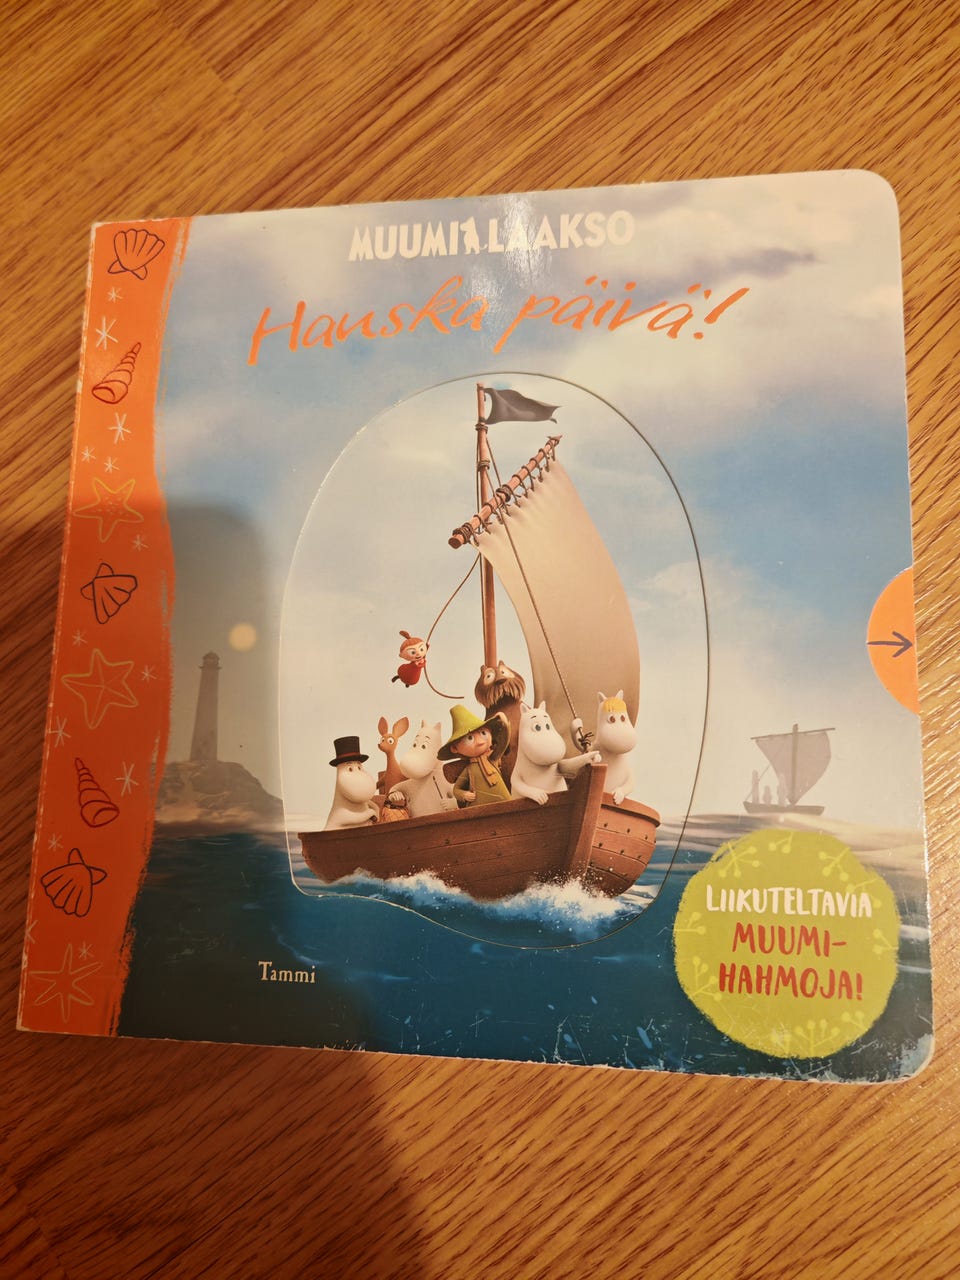 MUUMILAAKSO
Hauska päivä!
LIIKUTELTAVIA
MUUMI-
HAHMOJA!
Tammi